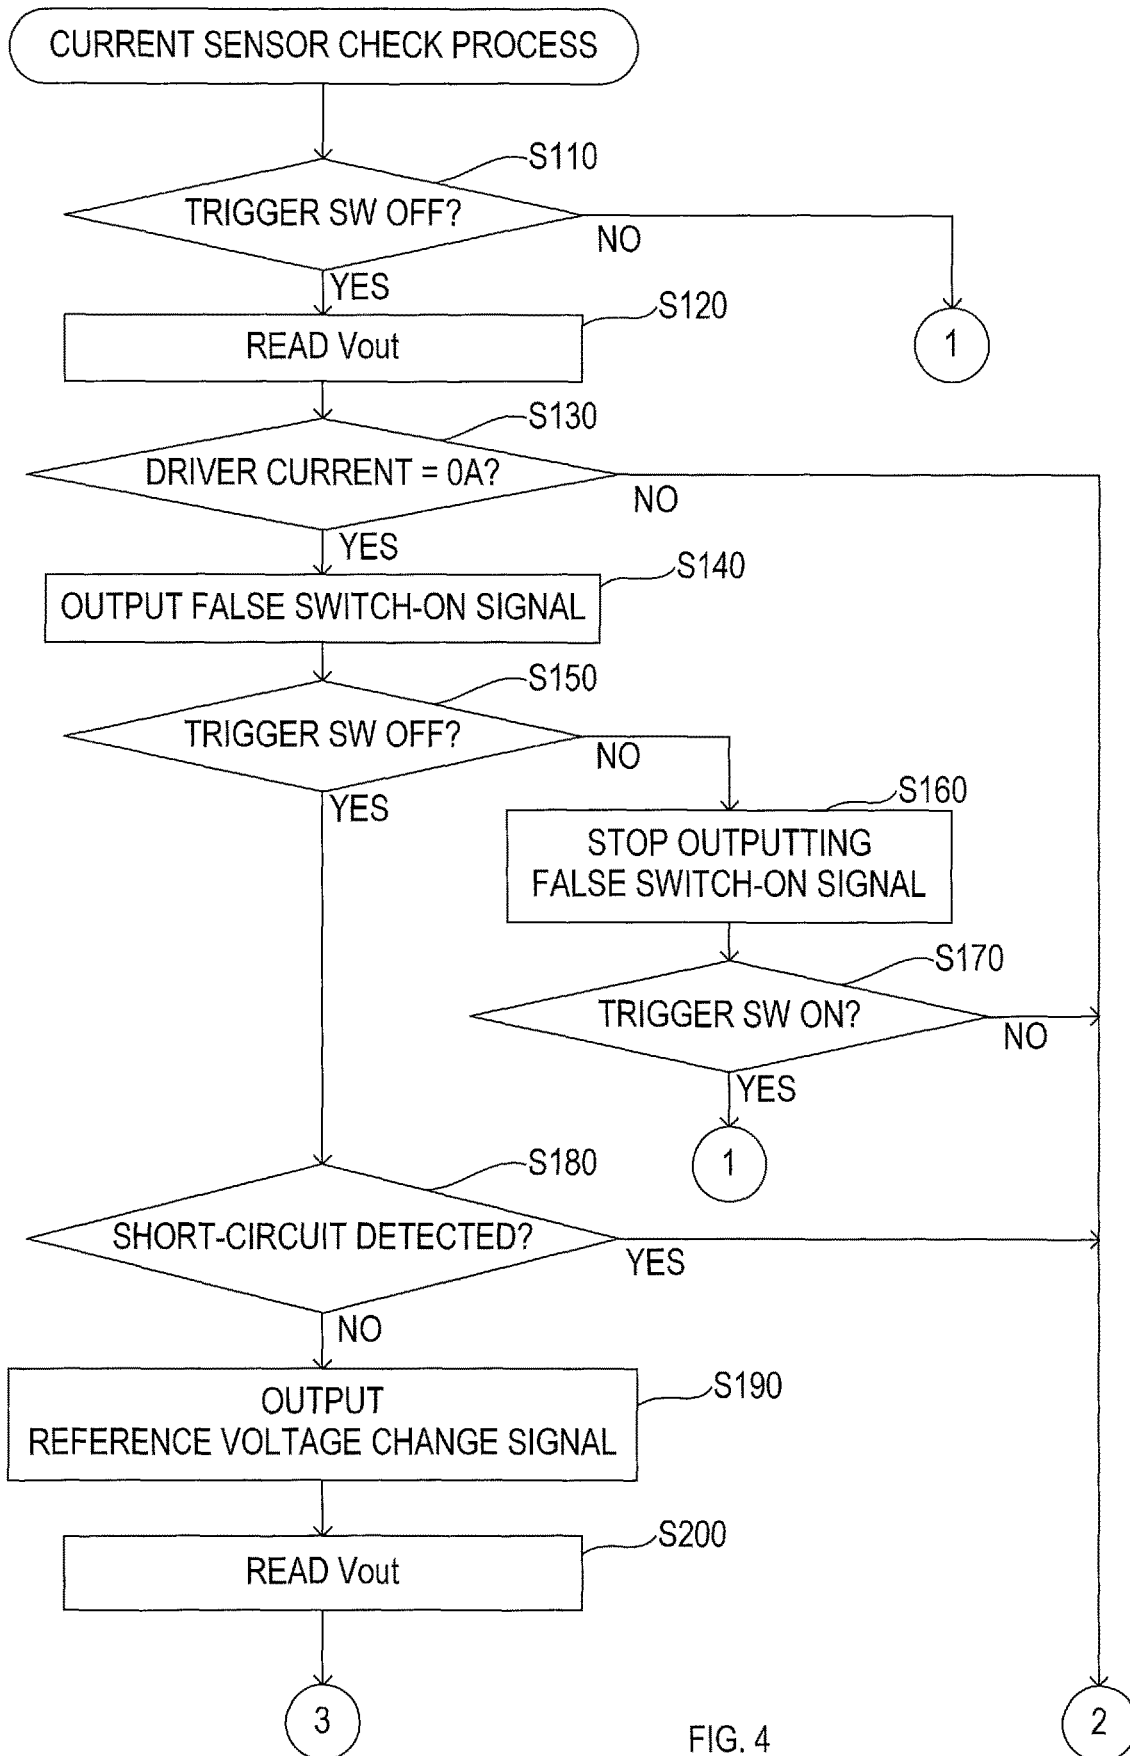 CURRENT SENSOR CHECK PROCESS
S110
TRIGGER SW OFF?
NO
YES
1
S120
READ Vout
S130
DRIVER CURRENT = 0A?
NO
YES
S140
OUTPUT FALSE SWITCH-ON SIGNAL
S150
TRIGGER SW OFF?
NO
YES
S160
STOP OUTPUTTING
FALSE SWITCH-ON SIGNAL
S170
TRIGGER SW ON?
NO
YES
1
S180
SHORT-CIRCUIT DETECTED?
YES
NO
S190
OUTPUT
REFERENCE VOLTAGE CHANGE SIGNAL
S200
READ Vout
3
2
FIG. 4